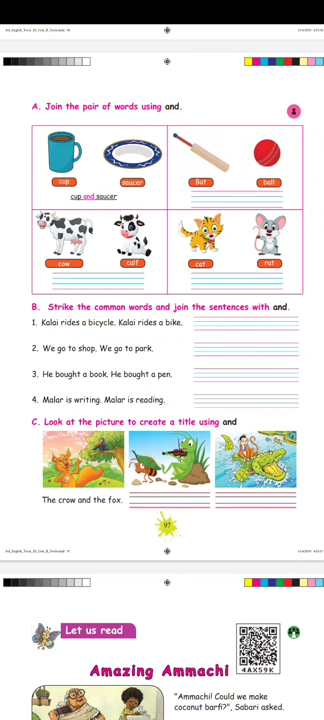 A. Join the pair of words using and.
cup
saucer
Bat
ball
cup and saucer
cow
calf
cat
rat
B. Strike the common words and join the sentences with and.
1. Kalai rides a bicycle. Kalai rides a bike.
2. We go to shop. We go to park.
3. He bought a book. He bought a pen.
4. Malar is writing. Malar is reading.
C. Look at the picture to create a title using and
The crow and the fox.
97
Let us read
4AX59K
Amazing Ammachi
"Ammachi! Could we make
coconut barfi?", Sabari asked.